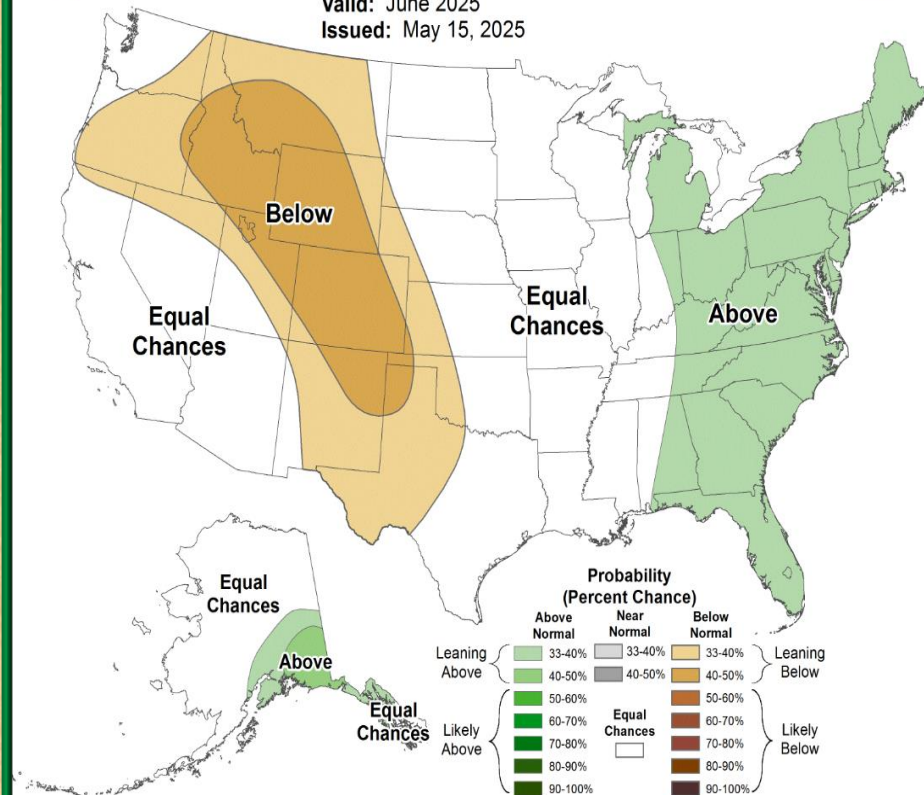 Valid: June 2025
Issued: May 15, 2025
Below
Equal
Chances
Equal
Chances
Above
Equal
Chances
Above
Equal
Chances
Probability
(Percent Chance)
Above
Normal
Near
Normal
Below
Normal
Leaning
Above
33-40%
33-40%
33-40%
Leaning
Below
40-50%
40-50%
40-50%
Likely
Above
50-60%
60-70%
70-80%
80-90%
90-100%
Equal
Chances
50-60%
60-70%
70-80%
80-90%
90-100%
Likely
Below